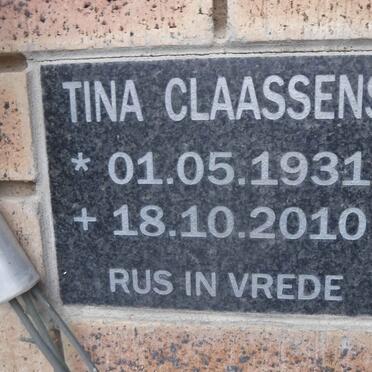 TINA CLAASSENS
* 01.05.1931
+ 18.10.2010
RUS IN VREDE